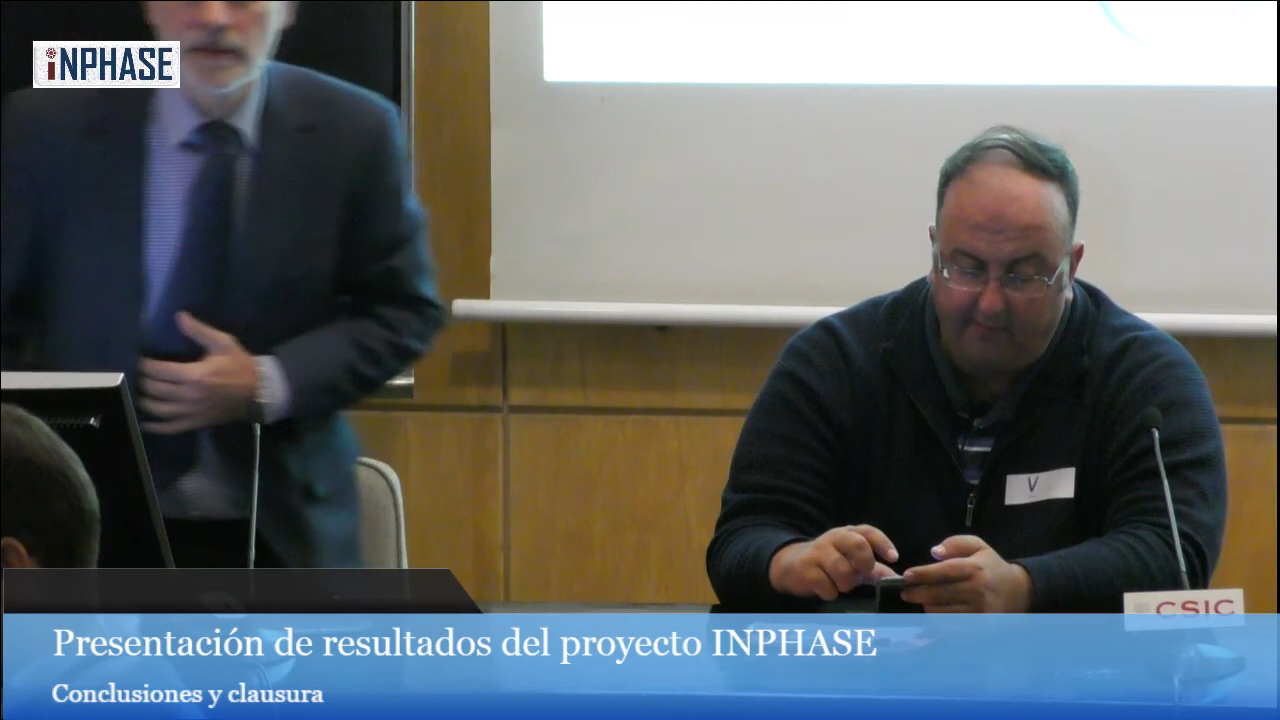 iNPHASE
V
CSIC
Presentación de resultados del proyecto INPHASE
Conclusiones y clausura